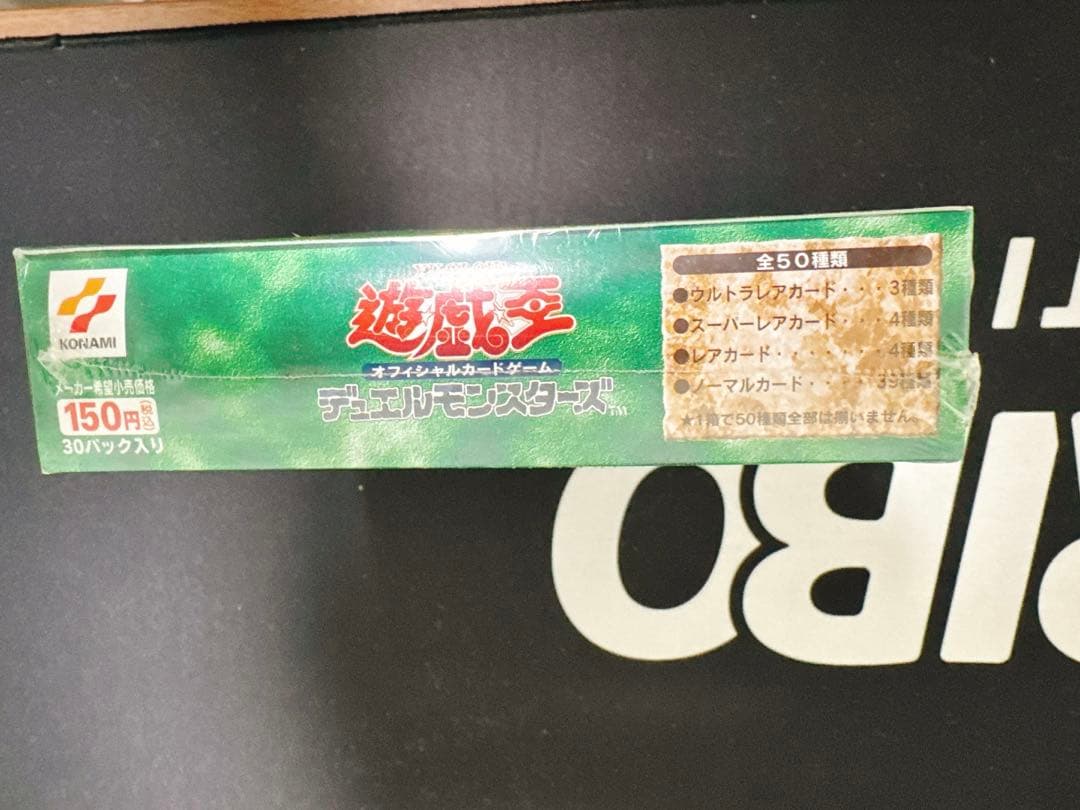 KONAMI
メーカー希望小売価格
150円(税込)
30パック入り
遊戯王
オフィシャルカードゲーム
デュエルモンスターズ™
全50種類
●ウルトラレアカード・・・3種類
●スーパーレアカード・・・4種類
●レアカード・・・・・・・4種類
●ノーマルカード・・・・・39種類
★1箱で50種類全部は揃いません。